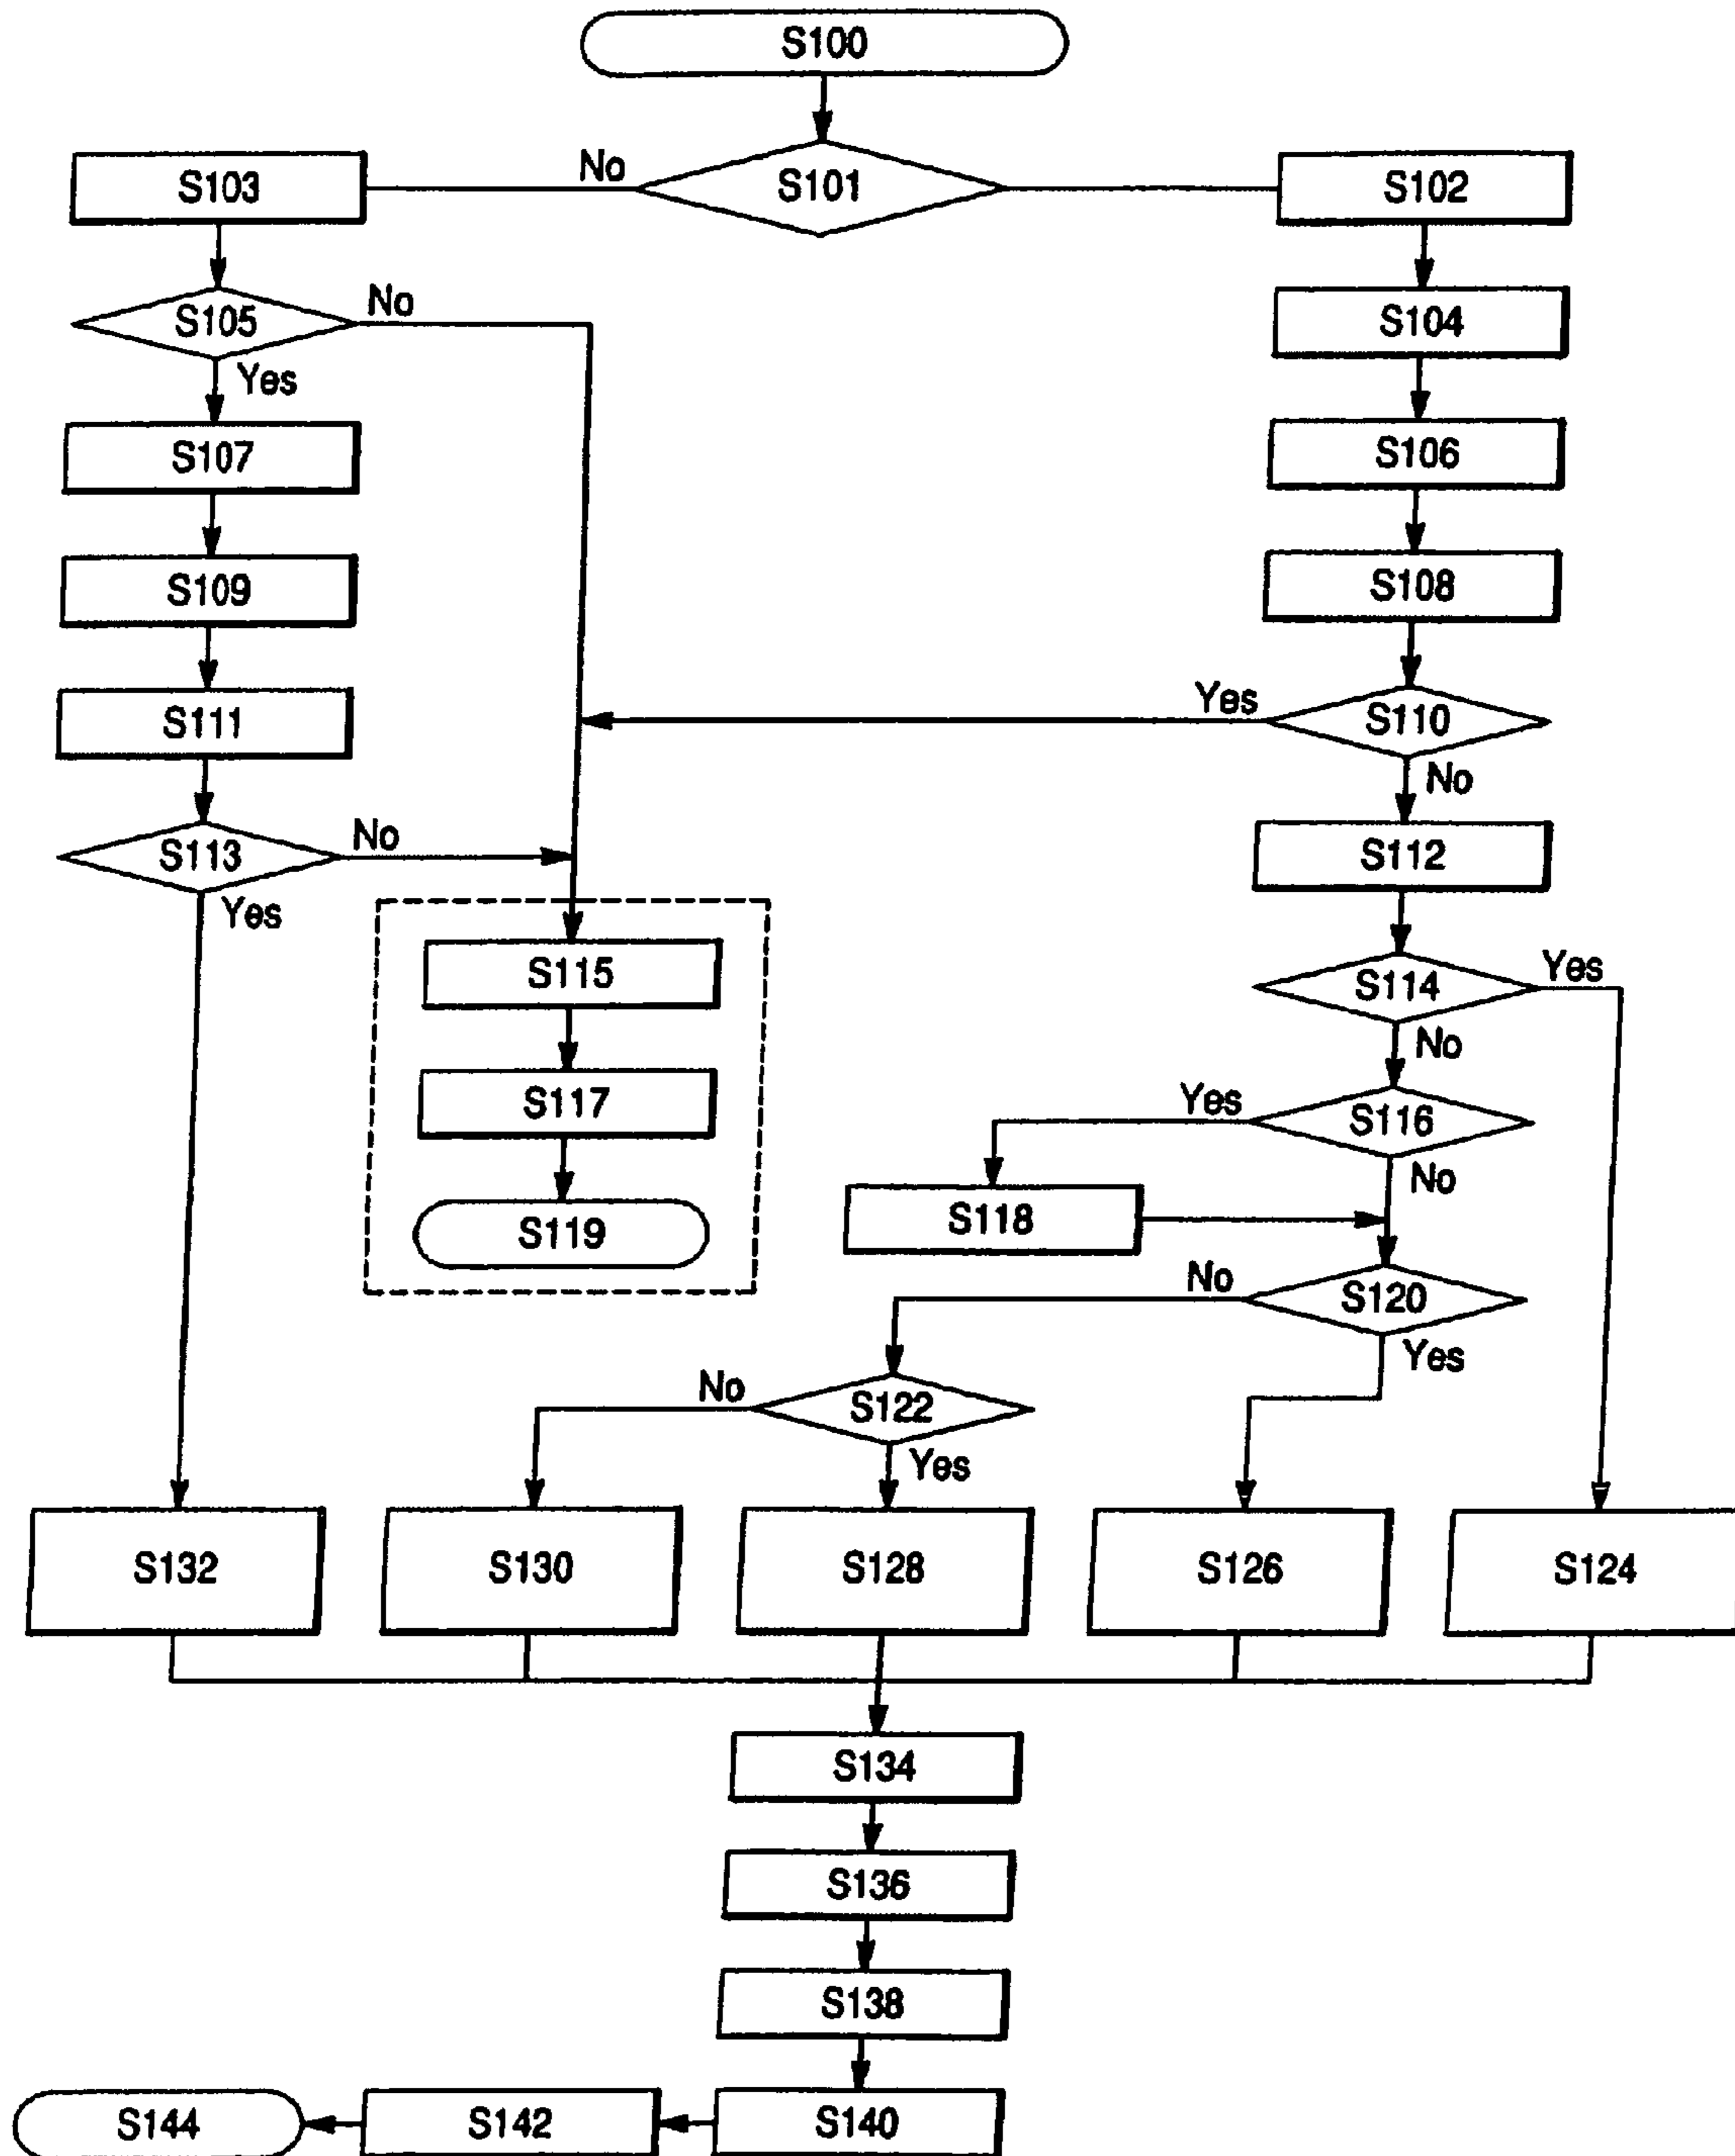 S100
No
S103
S101
S102
S105
No
S104
Yes
S107
S106
S109
S108
S111
Yes
S110
No
S113
No
S112
Yes
S115
S114
Yes
No
S117
Yes
S116
No
S118
S119
No
S120
Yes
No
S122
Yes
S132
S130
S128
S126
S124
S134
S136
S138
S144
S142
S140